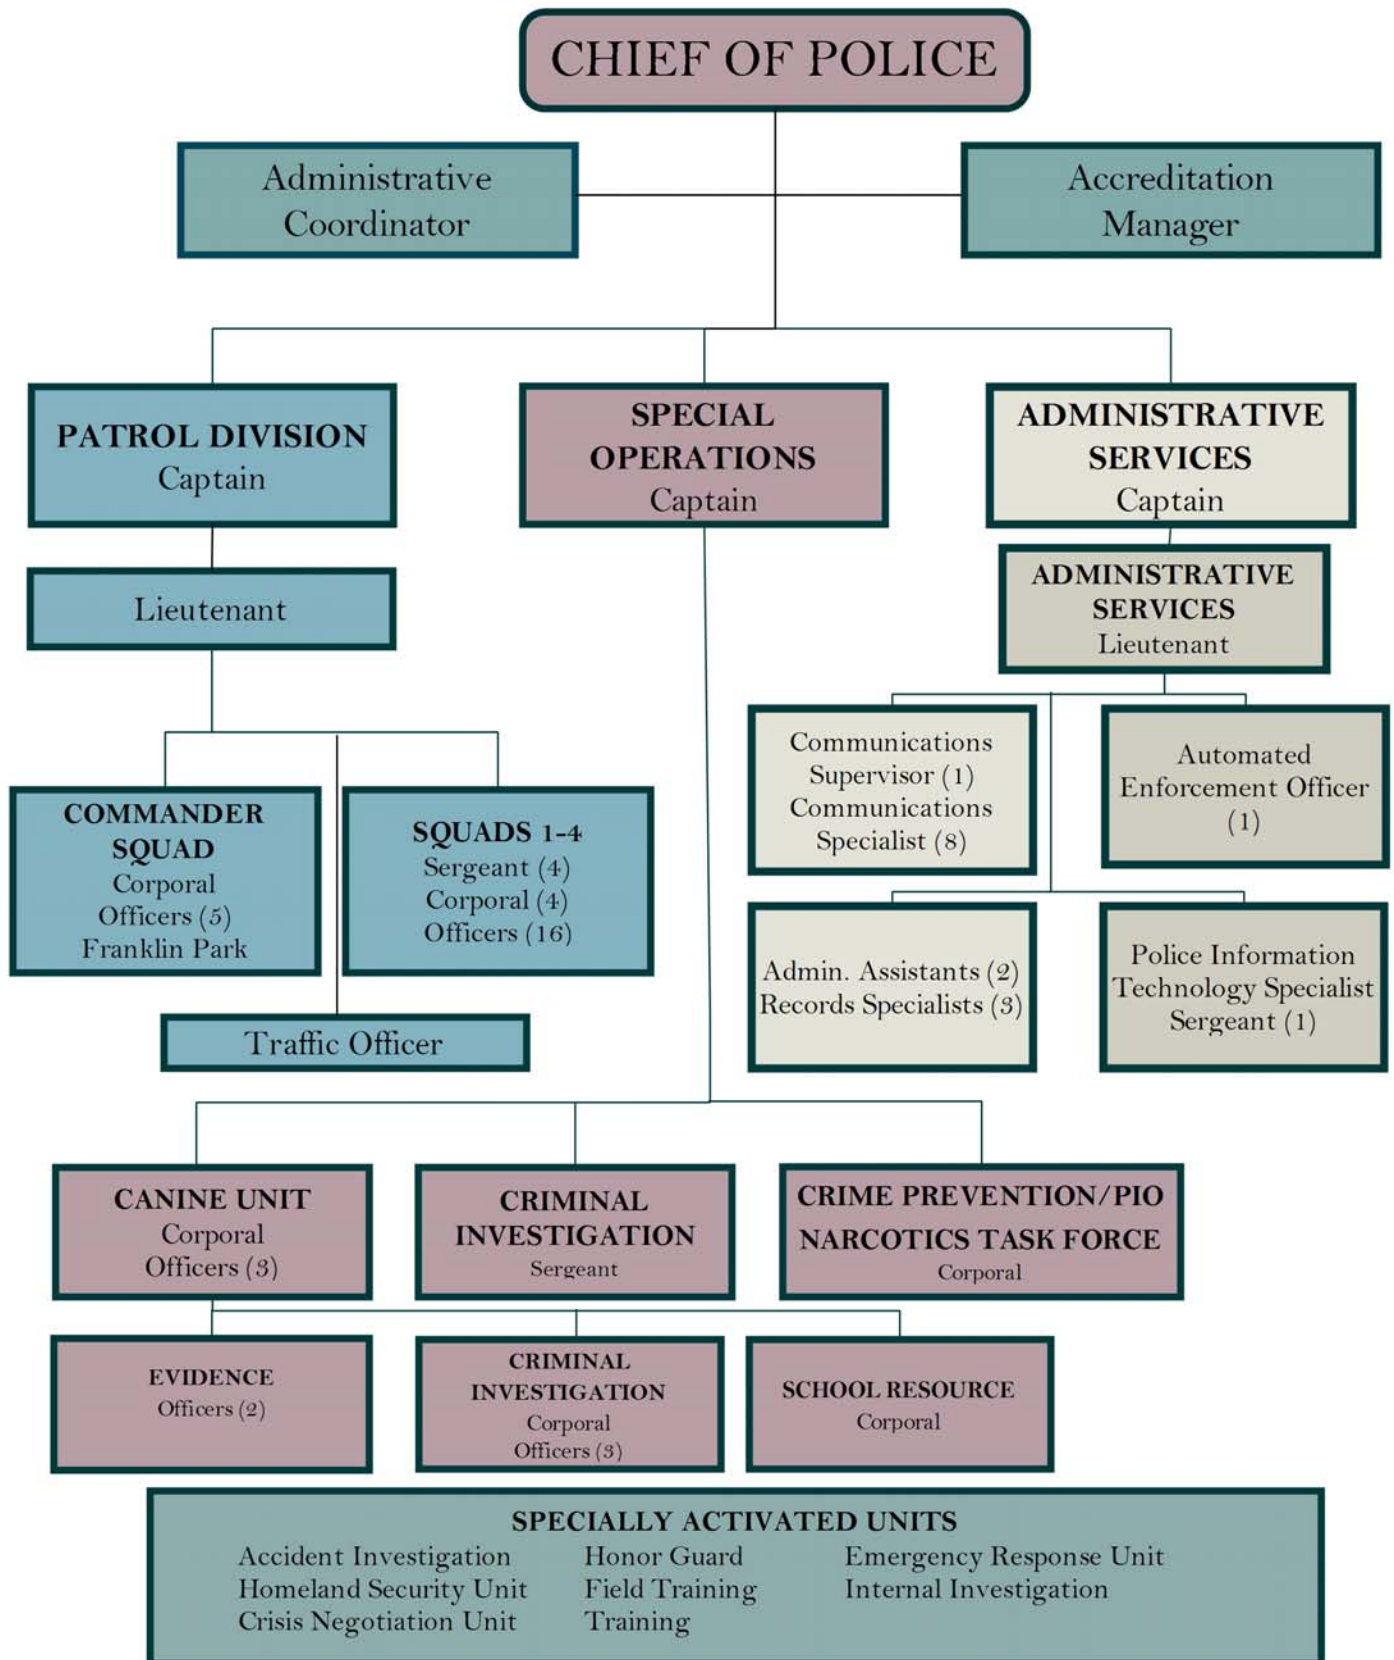 CHIEF OF POLICE
Administrative
Coordinator
Accreditation
Manager
PATROL DIVISION
Captain
SPECIAL
OPERATIONS
Captain
ADMINISTRATIVE
SERVICES
Captain
Lieutenant
ADMINISTRATIVE
SERVICES
Lieutenant
COMMANDER
SQUAD
Corporal
Officers (5)
Franklin Park
SQUADS 1-4
Sergeant (4)
Corporal (4)
Officers (16)
Traffic Officer
Communications
Supervisor (1)
Communications
Specialist (8)
Automated
Enforcement Officer
(1)
Admin. Assistants (2)
Records Specialists (3)
Police Information
Technology Specialist
Sergeant (1)
CANINE UNIT
Corporal
Officers (3)
CRIMINAL
INVESTIGATION
Sergeant
CRIME PREVENTION/PIO
NARCOTICS TASK FORCE
Corporal
EVIDENCE
Officers (2)
CRIMINAL
INVESTIGATION
Corporal
Officers (3)
SCHOOL RESOURCE
Corporal
SPECIALLY ACTIVATED UNITS
Accident Investigation Honor Guard Emergency Response Unit
Homeland Security Unit Field Training Internal Investigation
Crisis Negotiation Unit Training